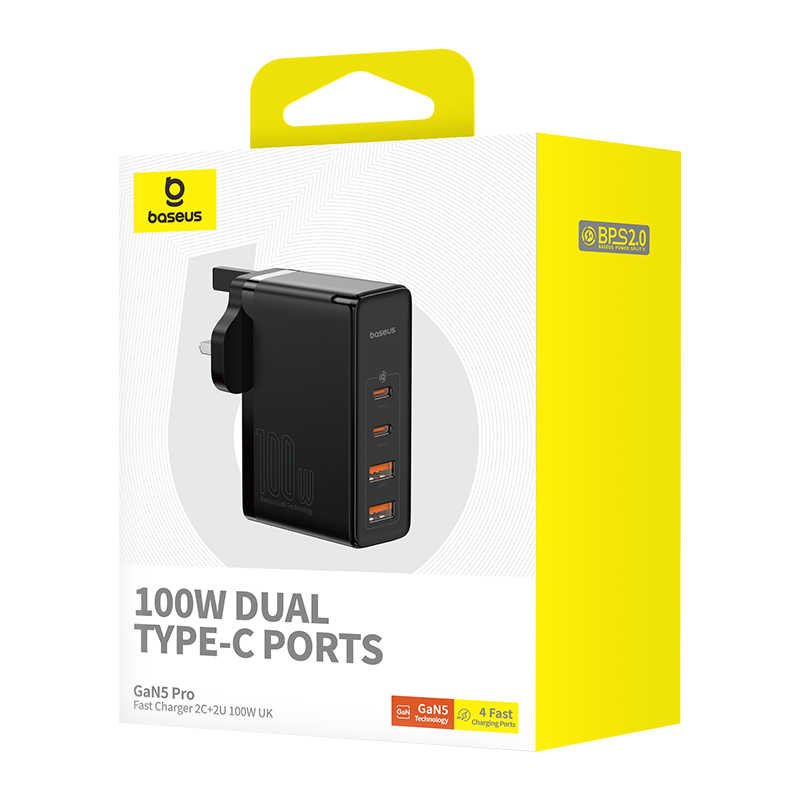 baseus
BPS2.0
BASEUS POWER SPLIT
baseus
100w
100W DUAL
TYPE-C PORTS
GaN5 Pro
Fast Charger 2C+2U 100W UK
GaN
GaN5
Technology
4 Fast
Charging Ports